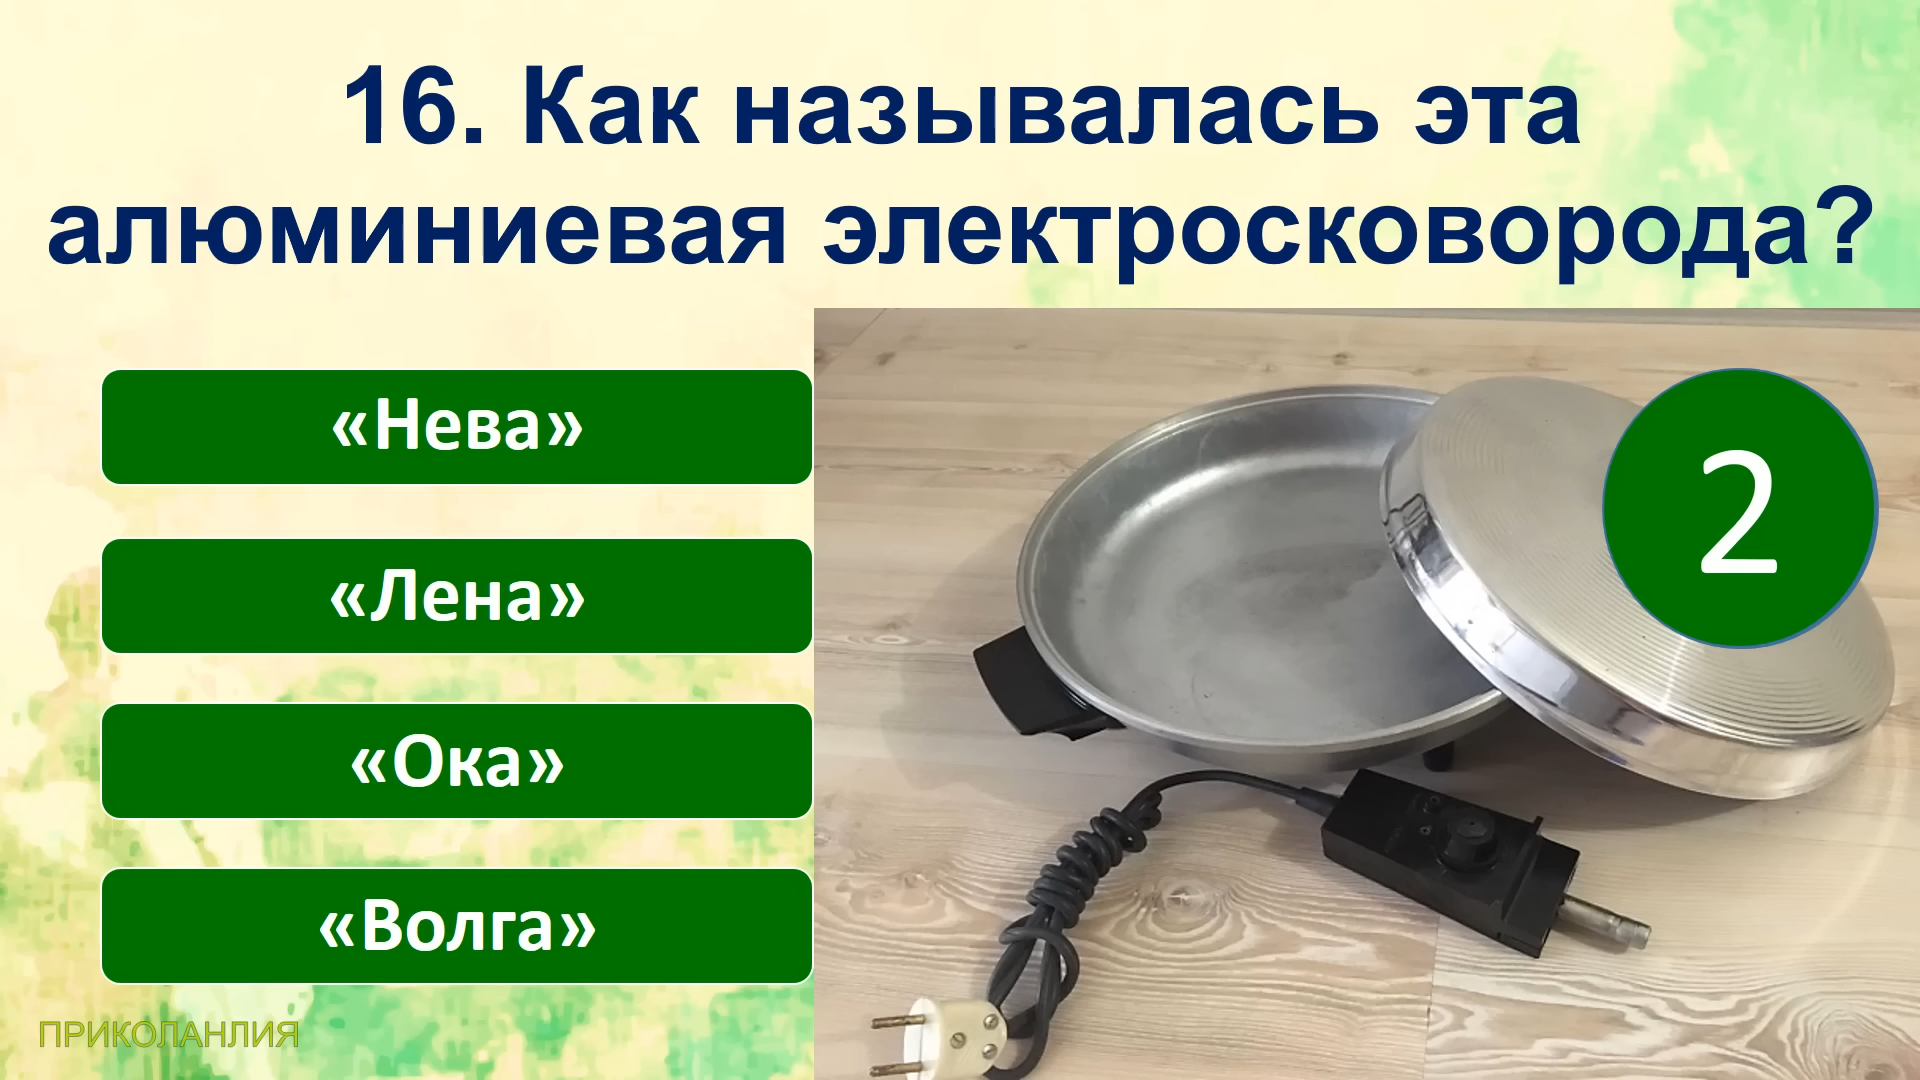 16. Как называлась эта
алюминиевая электросковорода?
«Нева»
«Лена»
«Ока»
«Волга»
2
ПРИКОЛАНЛИЯ